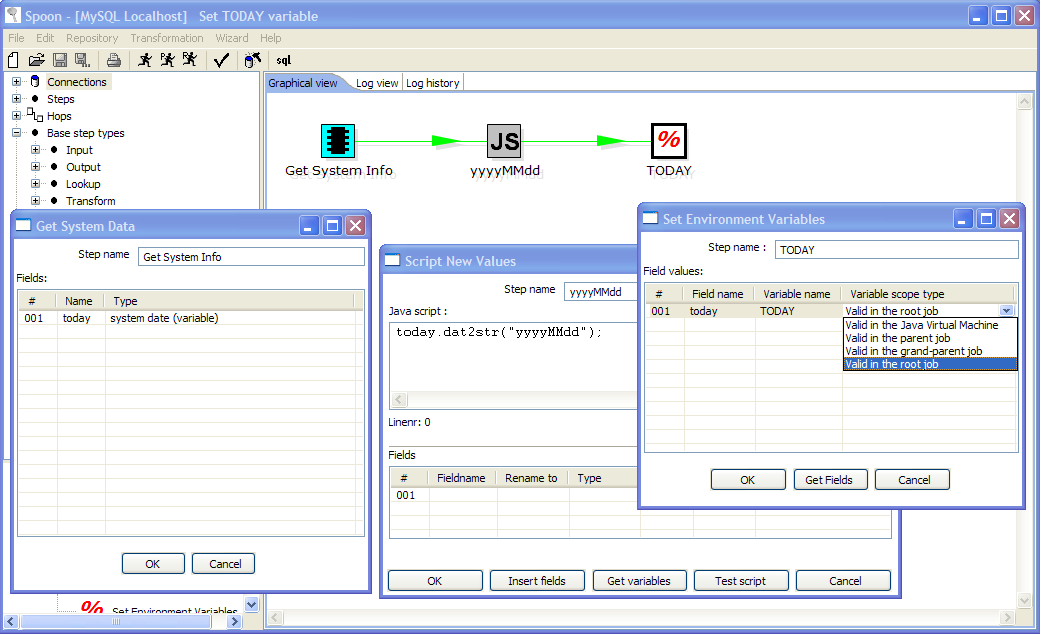 Spoon - [MySQL Localhost] Set TODAY variable
File Edit Repository Transformation Wizard Help
sql
Connections
Steps
Hops
Base step types
Input
Output
Lookup
Transform
Graphical view Log view Log history
JS %
Get System Info yyyyMMdd TODAY
Get System Data
Step name Get System Info
Fields:
# Name Type
001 today system date (variable)
OK Cancel
% Set Environment Variables
Script New Values
Step name yyyyMMdd
Java script :
today.dat2str("yyyyMMdd");
Linenr: 0
Fields
# Fieldname Rename to Type
001
OK Insert fields Get variables Test script Cancel
Set Environment Variables
Step name : TODAY
Field values:
# Field name Variable name Variable scope type
001 today TODAY Valid in the root job
Valid in the Java Virtual Machine
Valid in the parent job
Valid in the grand-parent job
Valid in the root job
OK Get Fields Cancel